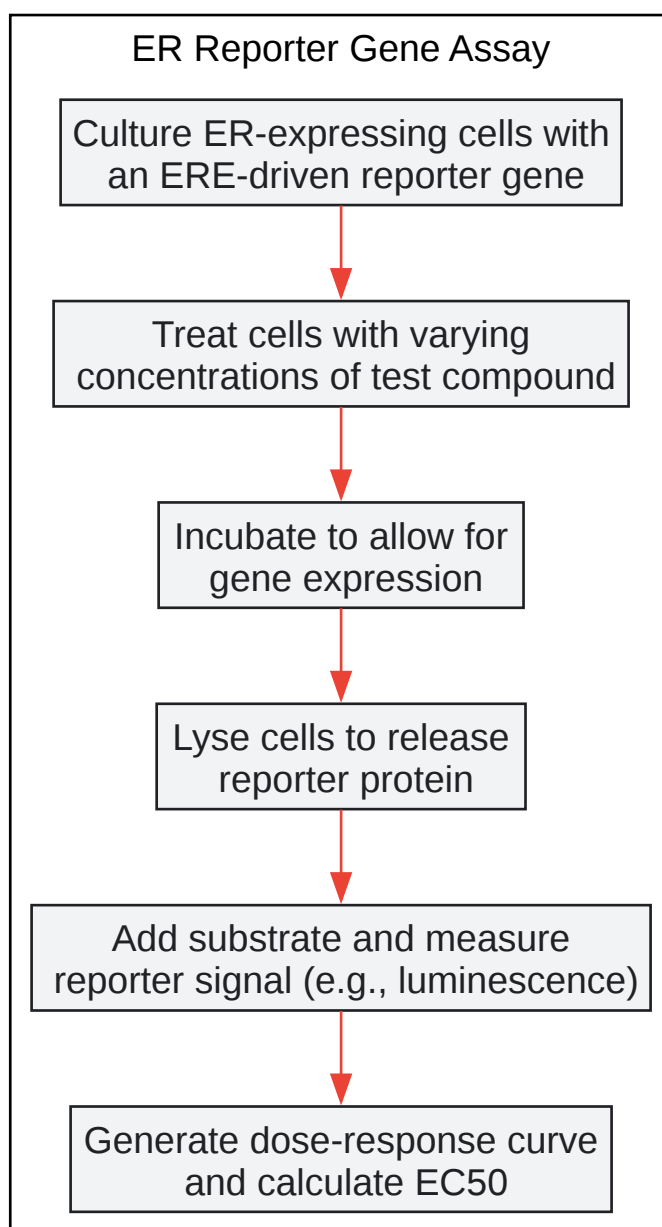 ER Reporter Gene Assay
Culture ER-expressing cells with
an ERE-driven reporter gene
Treat cells with varying
concentrations of test compound
Incubate to allow for
gene expression
Lyse cells to release
reporter protein
Add substrate and measure
reporter signal (e.g., luminescence)
Generate dose-response curve
and calculate EC50